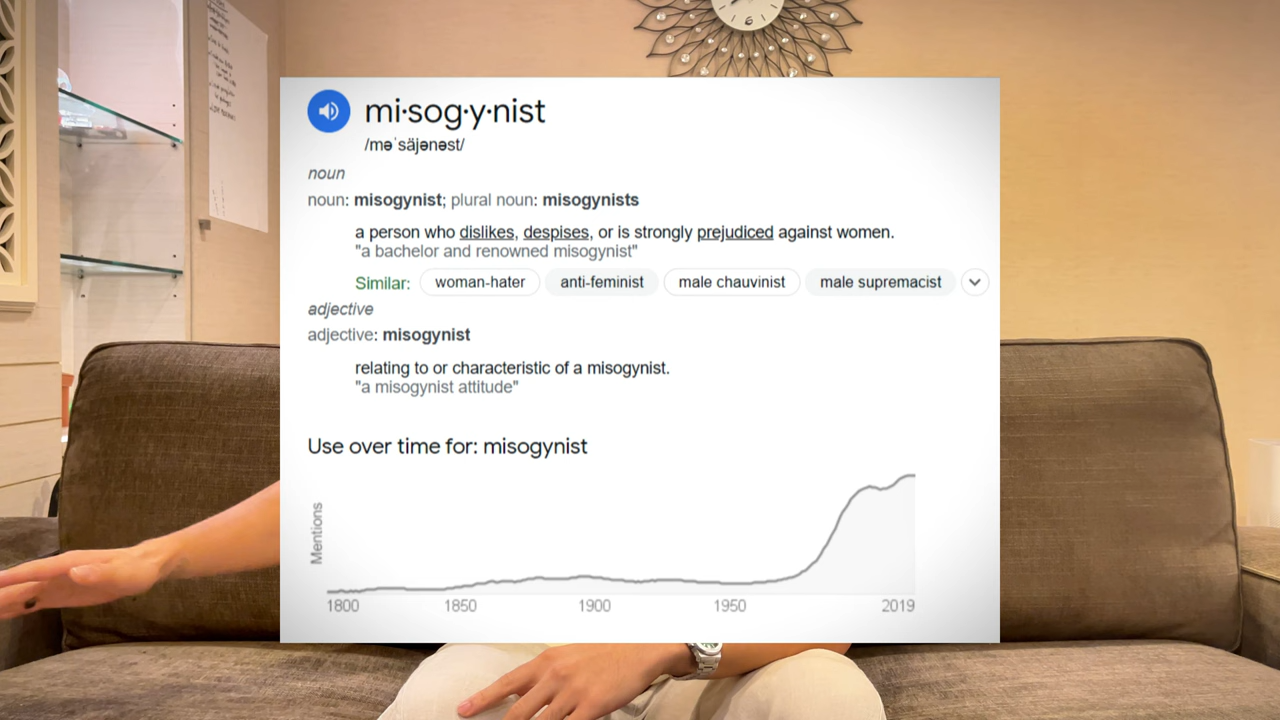 mi·sog·y·nist
/məˈsäjənəst/
noun
noun: misogynist; plural noun: misogynists
a person who dislikes, despises, or is strongly prejudiced against women.
"a bachelor and renowned misogynist"
Similar: woman-hater anti-feminist male chauvinist male supremacist
adjective
adjective: misogynist
relating to or characteristic of a misogynist.
"a misogynist attitude"
Use over time for: misogynist
Mentions
1800 1850 1900 1950 2019